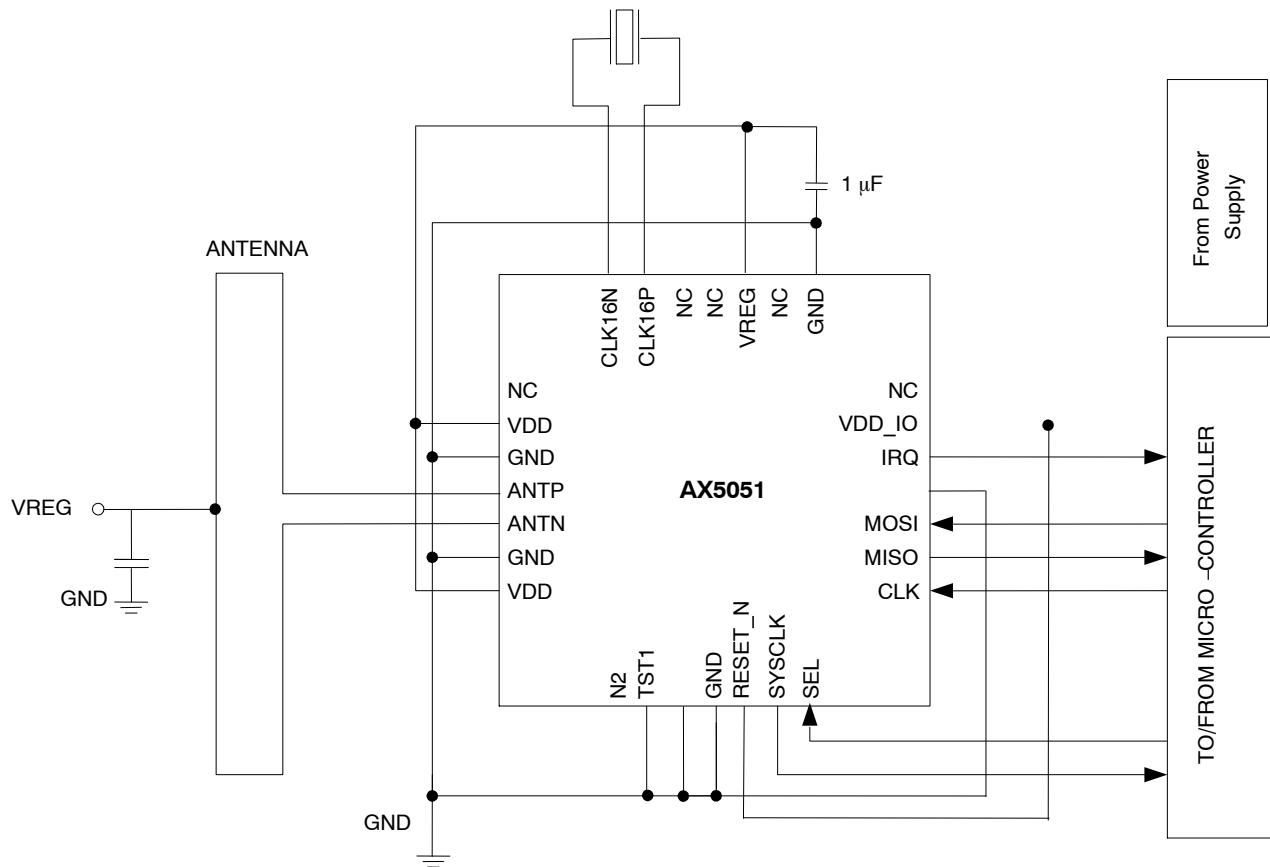 1 μF
From Power
Supply
ANTENNA
CLK16N
CLK16P
NC
NC
VREG
NC
GND
NC
VDD
GND
ANTP
ANTN
GND
VDD
AX5051
NC
VDD_IO
IRQ
MOSI
MISO
CLK
VREG
GND
N2
TST1
GND
RESET_N
SYSCLK
SEL
TO/FROM MICRO –CONTROLLER
GND